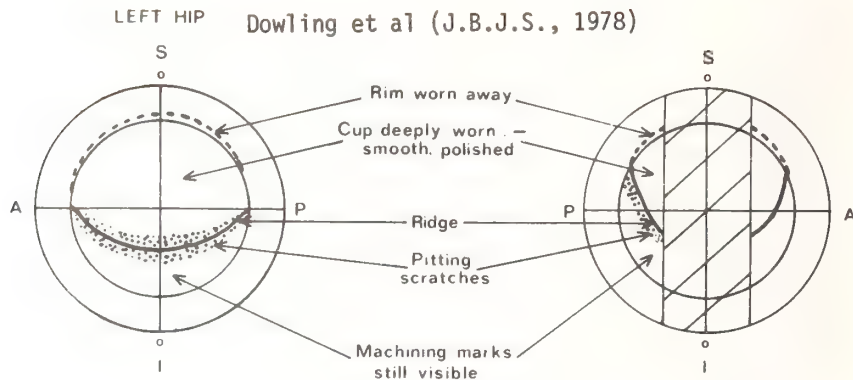 LEFT HIP
Dowling et al (J.B.J.S., 1978)
S
o
S
o
Rim worn away
Cup deeply worn –
smooth, polished
A
P
P
A
Ridge
Pitting
scratches
Machining marks
still visible
o
I
o
I